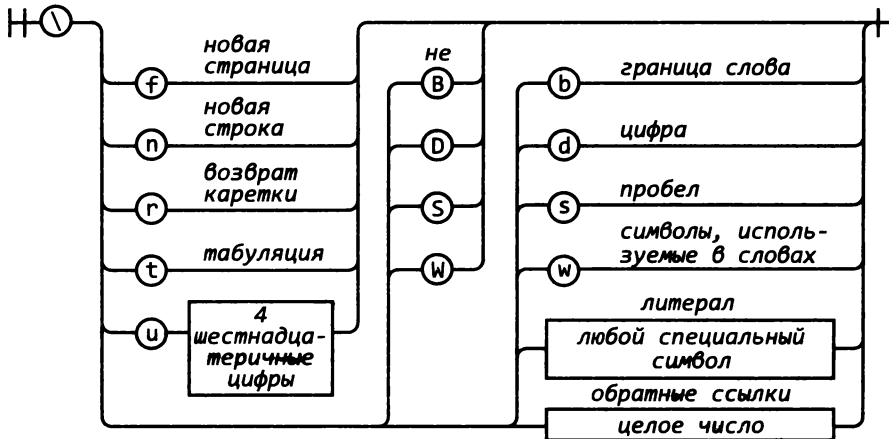 \
новая
страница
f
новая
строка
n
возврат
каретки
r
табуляция
t
u
4
шестнадца-
теричные
цифры
не
B
D
S
W
граница слова
b
цифра
d
пробел
s
символы, исполь-
зуемые в словах
w
литерал
любой специальный
символ
обратные ссылки
целое число